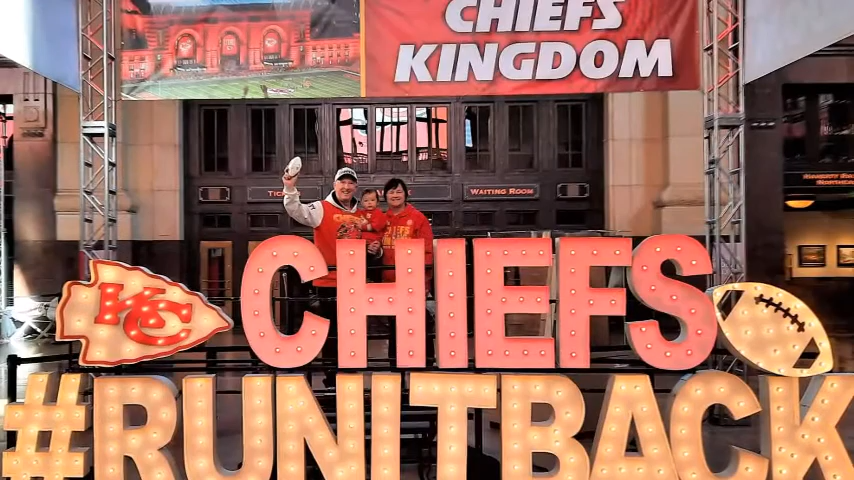 CHIEFS
KINGDOM
WAITING ROOM
KC
CHIEFS
#RUNITBACK